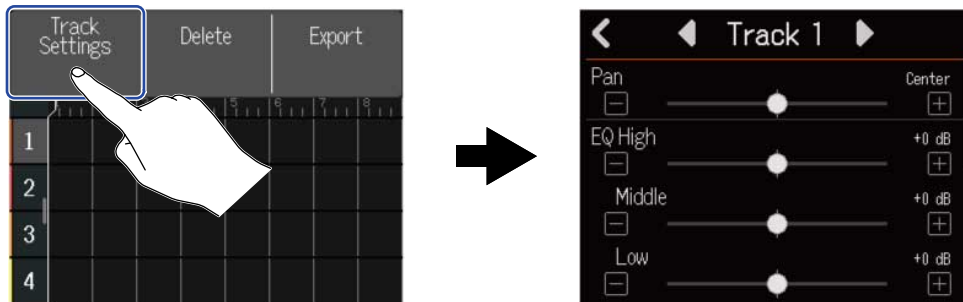 Track
Settings
Delete
Export
5 6 7 8
1
2
3
4
Track 1
Pan
Center
EQ High
+0 dB
Middle
+0 dB
Low
+0 dB